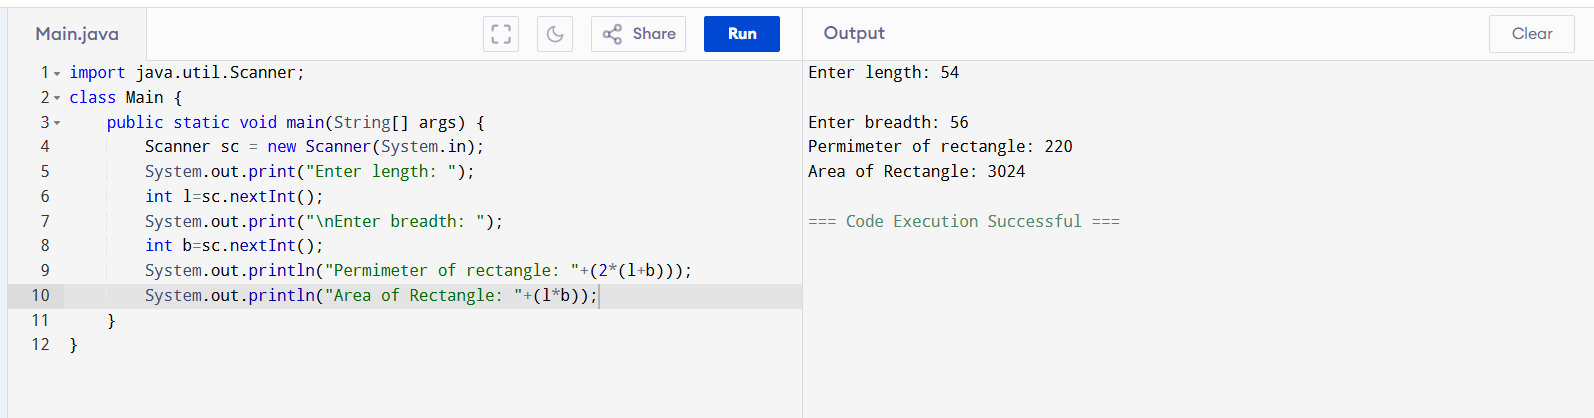 Main.java
Share
Run
1 import java.util.Scanner;
2 class Main {
3     public static void main(String[] args) {
4         Scanner sc = new Scanner(System.in);
5         System.out.print("Enter length: ");
6         int l=sc.nextInt();
7         System.out.print("\nEnter breadth: ");
8         int b=sc.nextInt();
9         System.out.println("Permimeter of rectangle: "+(2*(l+b)));
10         System.out.println("Area of Rectangle: "+(l*b));
11     }
12 }
Output
Clear
Enter length: 54
Enter breadth: 56
Permimeter of rectangle: 220
Area of Rectangle: 3024
=== Code Execution Successful ===